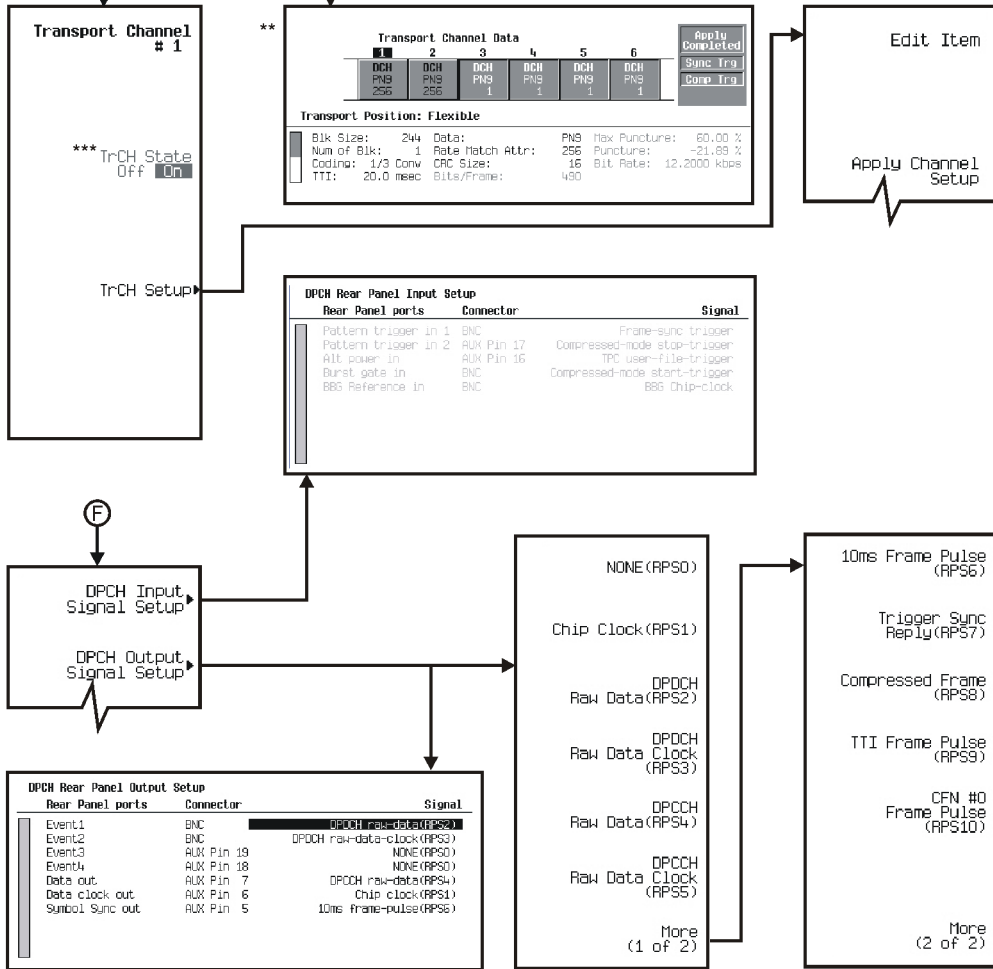 Transport Channel
# 1
***TrCH State
Off On
TrCH Setup
**
Transport Channel Data
1 2 3 4 5 6
DCH DCH DCH DCH DCH DCH
PN9 PN9 PN9 PN9 PN9 PN9
256 256 1 1 1 1
Apply
Completed
Sync Trg
Comp Trg
Transport Position: Flexible
Blk Size: 244 Data: PN9 Max Puncture: 60.00 %
Num of Blk: 1 Rate Match Attr: 256 Puncture: -21.89 %
Coding: 1/3 Conv CRC Size: 16 Bit Rate: 12.2000 kbps
TTI: 20.0 msec Bits/Frame: 490
Edit Item
Apply Channel
Setup
DPCH Rear Panel Input Setup
Rear Panel ports Connector Signal
Pattern trigger in 1 BNC Frame-sync trigger
Pattern trigger in 2 AUX Pin 17 Compressed-mode stop-trigger
Alt power in AUX Pin 16 TPC user-file-trigger
Burst gate in BNC Compressed-mode start-trigger
BBG Reference in BNC BBG Chip-clock
F
DPCH Input
Signal Setup
DPCH Output
Signal Setup
DPCH Rear Panel Output Setup
Rear Panel ports Connector Signal
Event1 BNC DPDCH raw-data(RPS2)
Event2 BNC DPDCH raw-data-clock(RPS3)
Event3 AUX Pin 19 NONE(RPS0)
Event4 AUX Pin 18 NONE(RPS0)
Data out AUX Pin 7 DPCCH raw-data(RPS4)
Data clock out AUX Pin 6 Chip clock(RPS1)
Symbol Sync out AUX Pin 5 10ms frame-pulse(RPS6)
NONE(RPS0)
Chip Clock(RPS1)
DPDCH
Raw Data(RPS2)
DPDCH
Raw Data Clock
(RPS3)
DPCCH
Raw Data(RPS4)
DPCCH
Raw Data Clock
(RPS5)
More
(1 of 2)
10ms Frame Pulse
(RPS6)
Trigger Sync
Reply(RPS7)
Compressed Frame
(RPS8)
TTI Frame Pulse
(RPS9)
CFN #0
Frame Pulse
(RPS10)
More
(2 of 2)